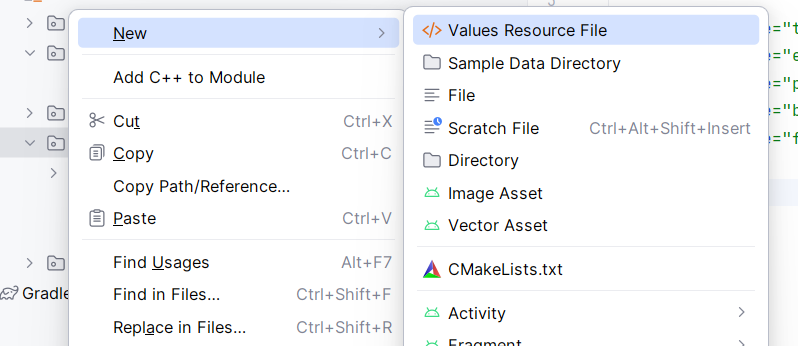 New
Add C++ to Module
Cut Ctrl+X
Copy Ctrl+C
Copy Path/Reference...
Paste Ctrl+V
Find Usages Alt+F7
Find in Files... Ctrl+Shift+F
Replace in Files... Ctrl+Shift+R
Values Resource File
Sample Data Directory
File
Scratch File Ctrl+Alt+Shift+Insert
Directory
Image Asset
Vector Asset
CMakeLists.txt
Activity
Fragment
Gradle
e="t
e="e
e="p
e="b
e="f